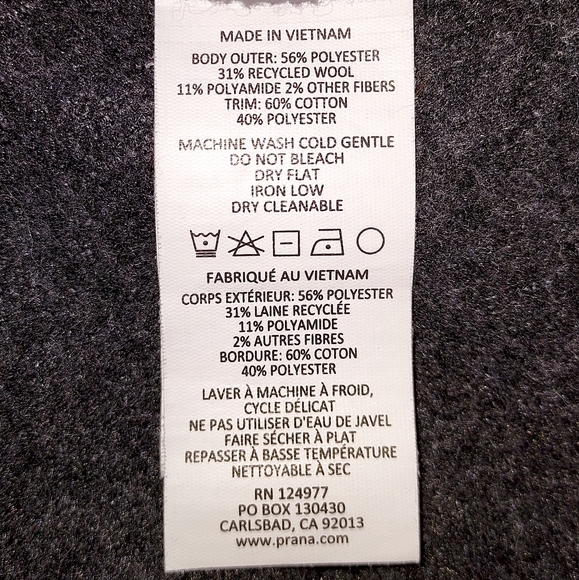 MADE IN VIETNAM
BODY OUTER: 56% POLYESTER
31% RECYCLED WOOL
11% POLYAMIDE 2% OTHER FIBERS
TRIM: 60% COTTON
40% POLYESTER
MACHINE WASH COLD GENTLE
DO NOT BLEACH
DRY FLAT
IRON LOW
DRY CLEANABLE
FABRIQUÉ AU VIETNAM
CORPS EXTÉRIEUR: 56% POLYESTER
31% LAINE RECYCLÉE
11% POLYAMIDE
2% AUTRES FIBRES
BORDURE: 60% COTON
40% POLYESTER
LAVER À MACHINE À FROID,
CYCLE DÉLICAT
NE PAS UTILISER D'EAU DE JAVEL
FAIRE SÉCHER À PLAT
REPASSER À BASSE TEMPÉRATURE
NETTOYABLE À SEC
RN 124977
PO BOX 130430
CARLSBAD, CA 92013
www.prana.com